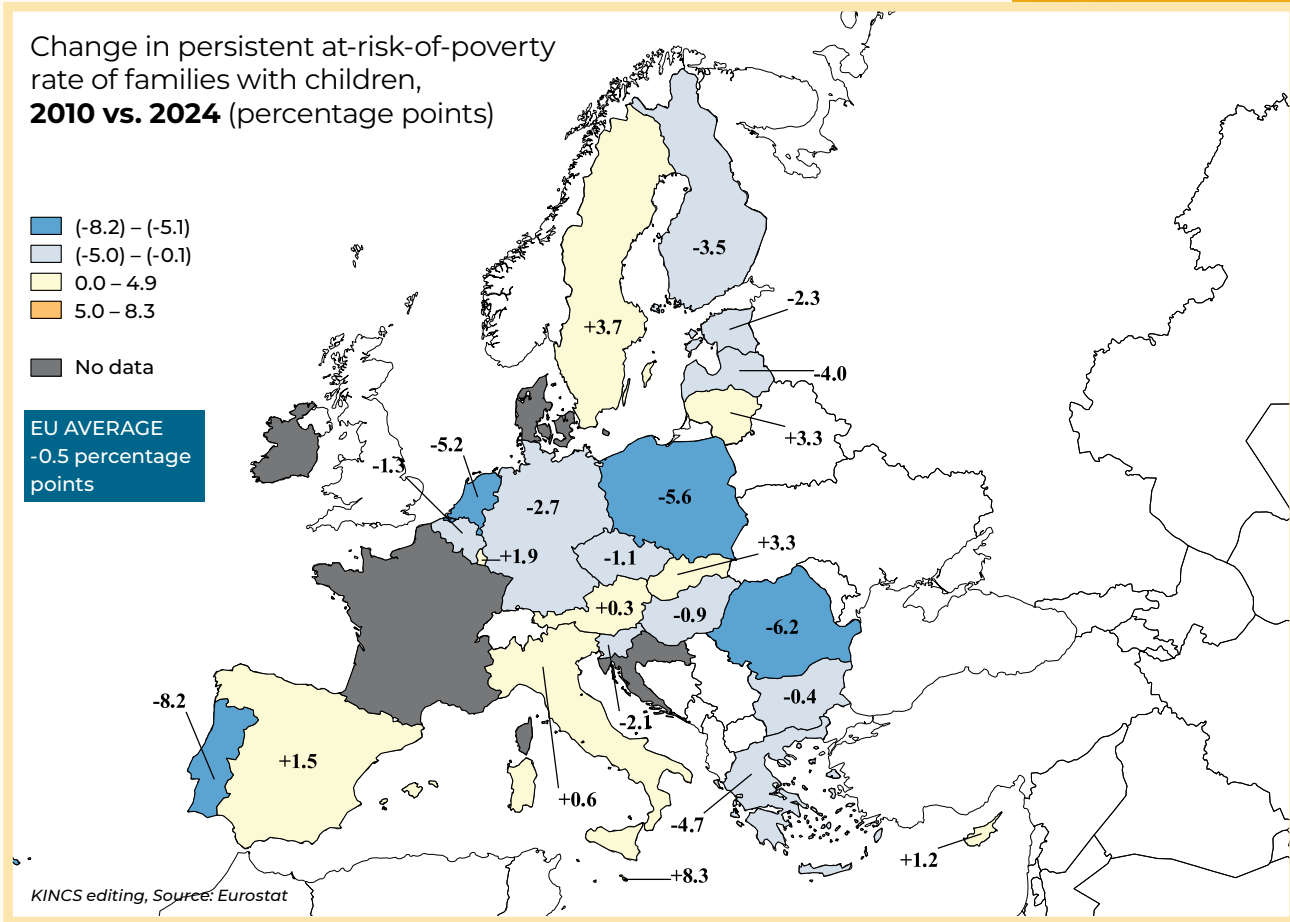 Change in persistent at-risk-of-poverty
rate of families with children,
2010 vs. 2024 (percentage points)
(-8.2) – (-5.1)
(-5.0) – (-0.1)
0.0 – 4.9
5.0 – 8.3
No data
EU AVERAGE
-0.5 percentage
points
-3.5
-2.3
+3.7
-4.0
+3.3
-5.2
-1.3
-5.6
-2.7
+3.3
+1.9
-1.1
+0.3
-0.9
-6.2
-0.4
-8.2
-2.1
+1.5
+0.6
-4.7
+1.2
+8.3
KINCS editing, Source: Eurostat